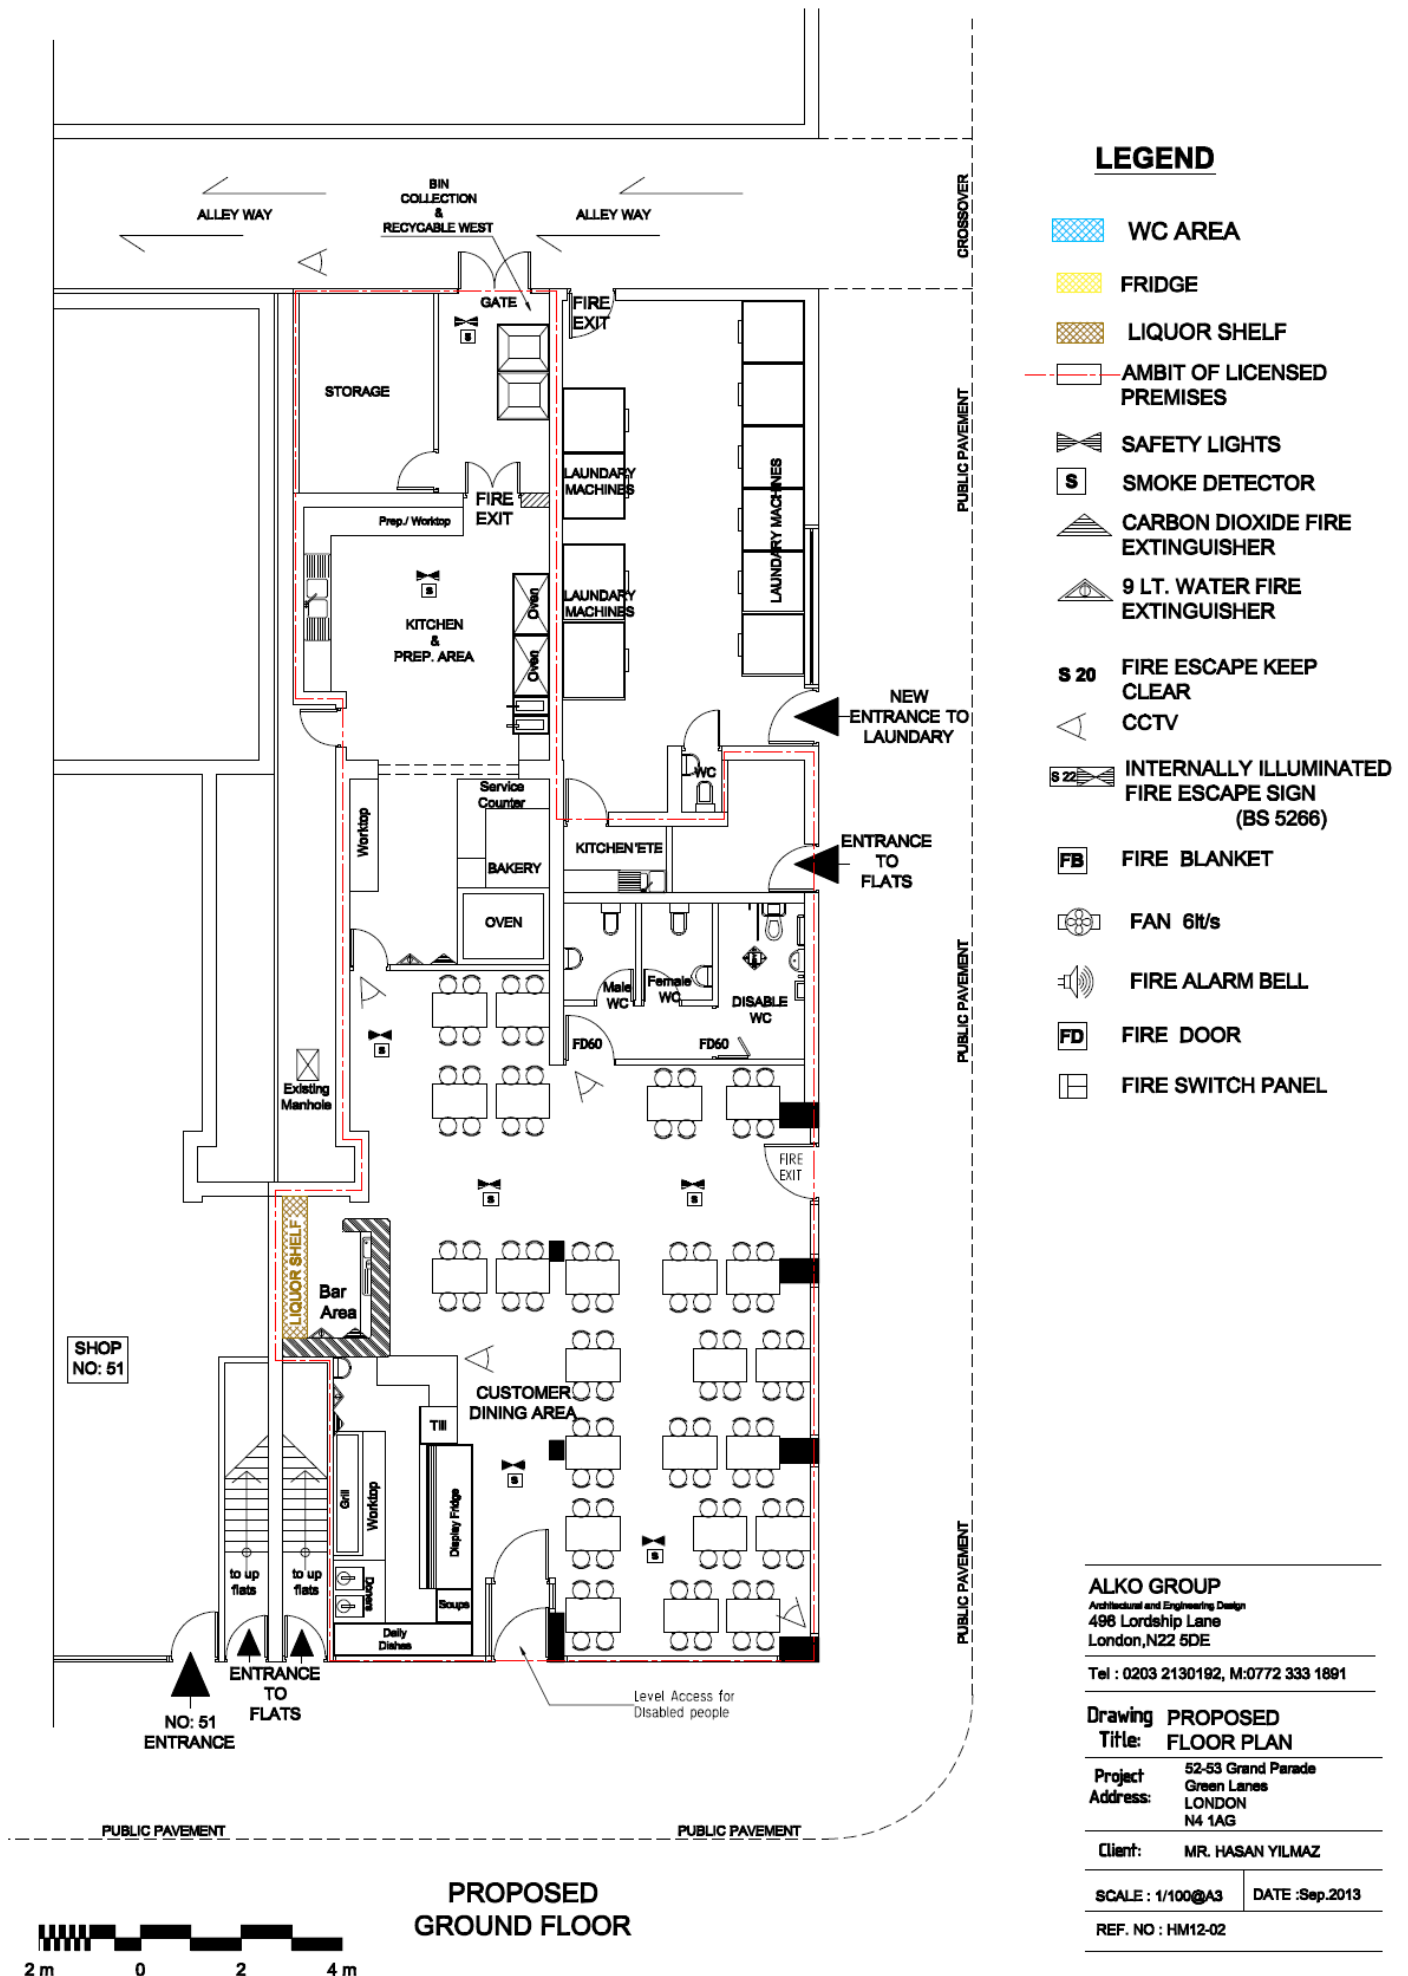 BIN
COLLECTION
&
RECYCABLE WEST
ALLEY WAY
ALLEY WAY
CROSSOVER
GATE
FIRE
EXIT
S
STORAGE
LAUNDARY
MACHINES
LAUNDARY MACHINES
PUBLIC PAVEMENT
FIRE
EXIT
Prep./ Worktop
S
KITCHEN
&
PREP. AREA
Oven
Oven
LAUNDARY
MACHINES
NEW
ENTRANCE TO
LAUNDARY
WC
Service
Counter
Worktop
BAKERY
KITCHEN'ETE
ENTRANCE
TO
FLATS
OVEN
Male
WC
Female
WC
DISABLE
WC
FD60
FD60
S
PUBLIC PAVEMENT
Existing
Manhole
FIRE
EXIT
S
S
LIQUOR SHELF
Bar
Area
SHOP
NO: 51
CUSTOMER
DINING AREA
Till
Grill
Worktop
Display Fridge
S
S
to up
flats
to up
flats
Doners
Soups
Daily
Dishes
PUBLIC PAVEMENT
ENTRANCE
TO
FLATS
NO: 51
ENTRANCE
Level Access for
Disabled people
PUBLIC PAVEMENT
PUBLIC PAVEMENT
PROPOSED
GROUND FLOOR
2 m
0
2
4 m
LEGEND
WC AREA
FRIDGE
LIQUOR SHELF
AMBIT OF LICENSED
PREMISES
SAFETY LIGHTS
S SMOKE DETECTOR
CARBON DIOXIDE FIRE
EXTINGUISHER
9 LT. WATER FIRE
EXTINGUISHER
S 20 FIRE ESCAPE KEEP
CLEAR
CCTV
S 22 INTERNALLY ILLUMINATED
FIRE ESCAPE SIGN
(BS 5266)
FB FIRE BLANKET
FAN 6lt/s
FIRE ALARM BELL
FD FIRE DOOR
FIRE SWITCH PANEL
ALKO GROUP
Architectural and Engineering Design
496 Lordship Lane
London,N22 5DE
Tel : 0203 2130192, M:0772 333 1891
Drawing Title: PROPOSED
FLOOR PLAN
Project Address: 52-53 Grand Parade
Green Lanes
LONDON
N4 1AG
Client: MR. HASAN YILMAZ
SCALE : 1/100@A3 DATE :Sep.2013
REF. NO : HM12-02